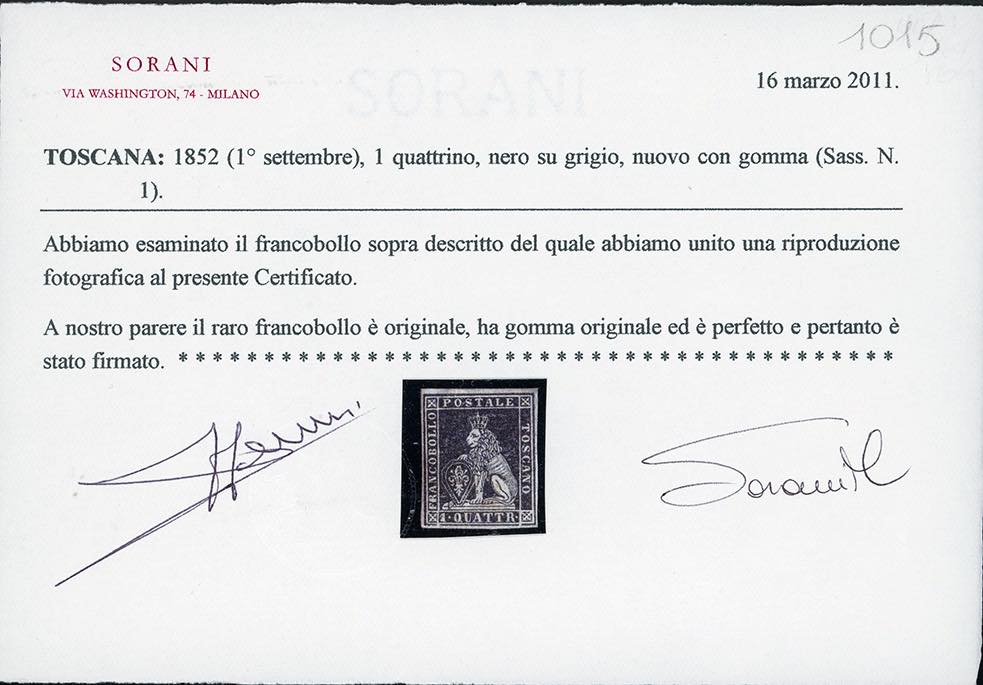 1015
SORANI
VIA WASHINGTON, 74 - MILANO
SORANI
16 marzo 2011.
TOSCANA: 1852 (1° settembre), 1 quattrino, nero su grigio, nuovo con gomma (Sass. N.
1).
Abbiamo esaminato il francobollo sopra descritto del quale abbiamo unito una riproduzione
fotografica al presente Certificato.
A nostro parere il raro francobollo è originale, ha gomma originale ed è perfetto e pertanto è
stato firmato. * * * * * * * * * * * * * * * * * * * * * * * * * * * * * * * * * * * * * * * * * *
POSTALE
FRANCOBOLLO
TOSCANO
1 · QUATTR ·
Sorani